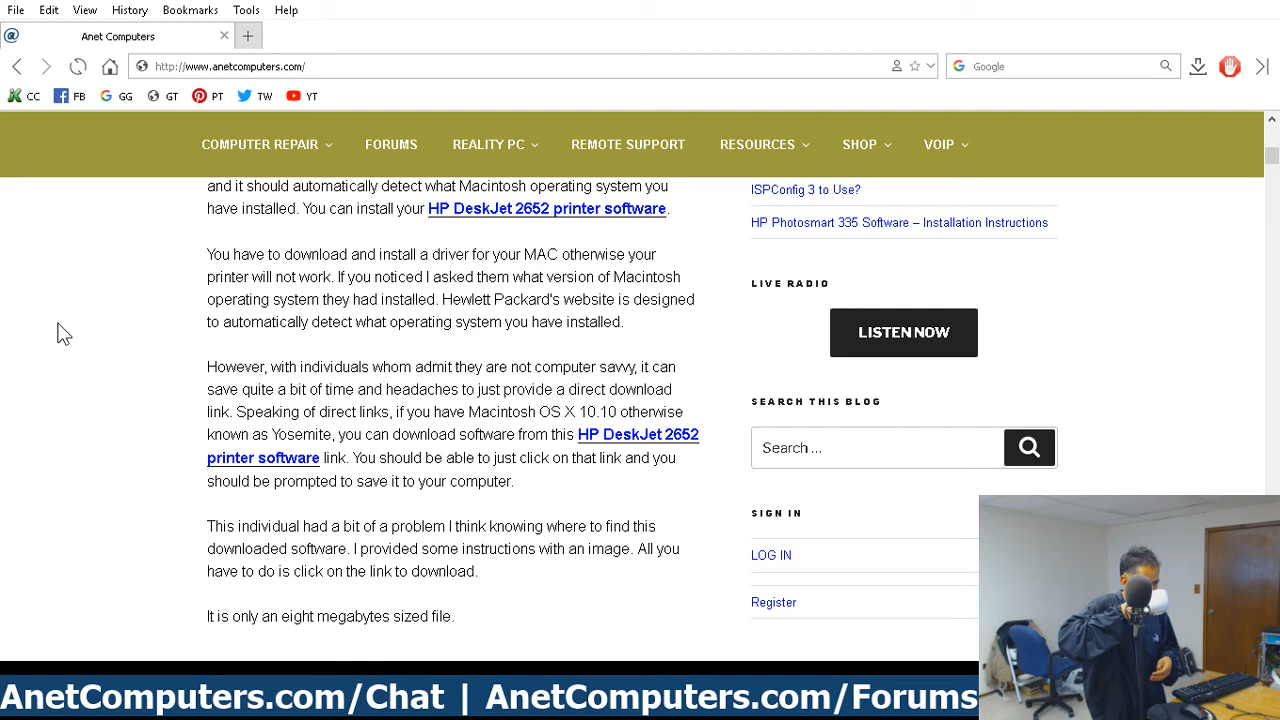 File Edit View History Bookmarks Tools Help
@ Anet Computers
http://www.anetcomputers.com/ Google
CC FB GG GT PT TW YT
COMPUTER REPAIR FORUMS REALITY PC REMOTE SUPPORT RESOURCES SHOP VOIP
and it should automatically detect what Macintosh operating system you
have installed. You can install your HP DeskJet 2652 printer software.
You have to download and install a driver for your MAC otherwise your
printer will not work. If you noticed I asked them what version of Macintosh
operating system they had installed. Hewlett Packard's website is designed
to automatically detect what operating system you have installed.
However, with individuals whom admit they are not computer savvy, it can
save quite a bit of time and headaches to just provide a direct download
link. Speaking of direct links, if you have Macintosh OS X 10.10 otherwise
known as Yosemite, you can download software from this HP DeskJet 2652
printer software link. You should be able to just click on that link and you
should be prompted to save it to your computer.
This individual had a bit of a problem I think knowing where to find this
downloaded software. I provided some instructions with an image. All you
have to do is click on the link to download.
It is only an eight megabytes sized file.
ISPConfig 3 to Use?
HP Photosmart 335 Software – Installation Instructions
LIVE RADIO
LISTEN NOW
SEARCH THIS BLOG
Search ...
SIGN IN
LOG IN
Register
AnetComputers.com/Chat | AnetComputers.com/Forums